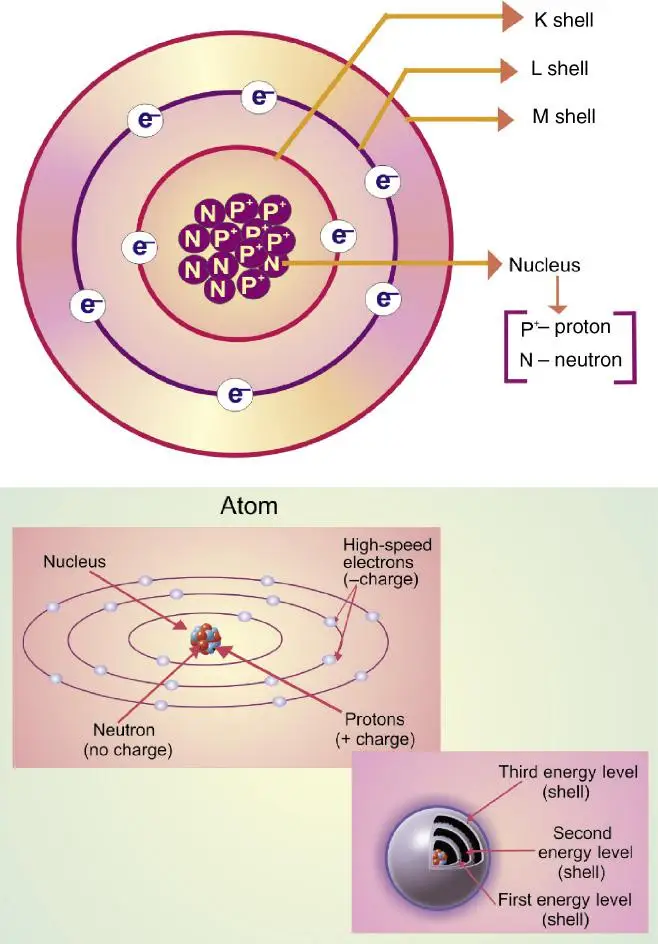 K shell
L shell
M shell
e–
e–
e–
e–
e–
e–
e–
e–
N P⁺ P⁺
N P⁺ P⁺ P⁺
P⁺
N N N
N P⁺
Nucleus
P⁺– proton
N – neutron
Atom
Nucleus
High-speed
electrons
(–charge)
Neutron
(no charge)
Protons
(+ charge)
Third energy level
(shell)
Second
energy level
(shell)
First energy level
(shell)